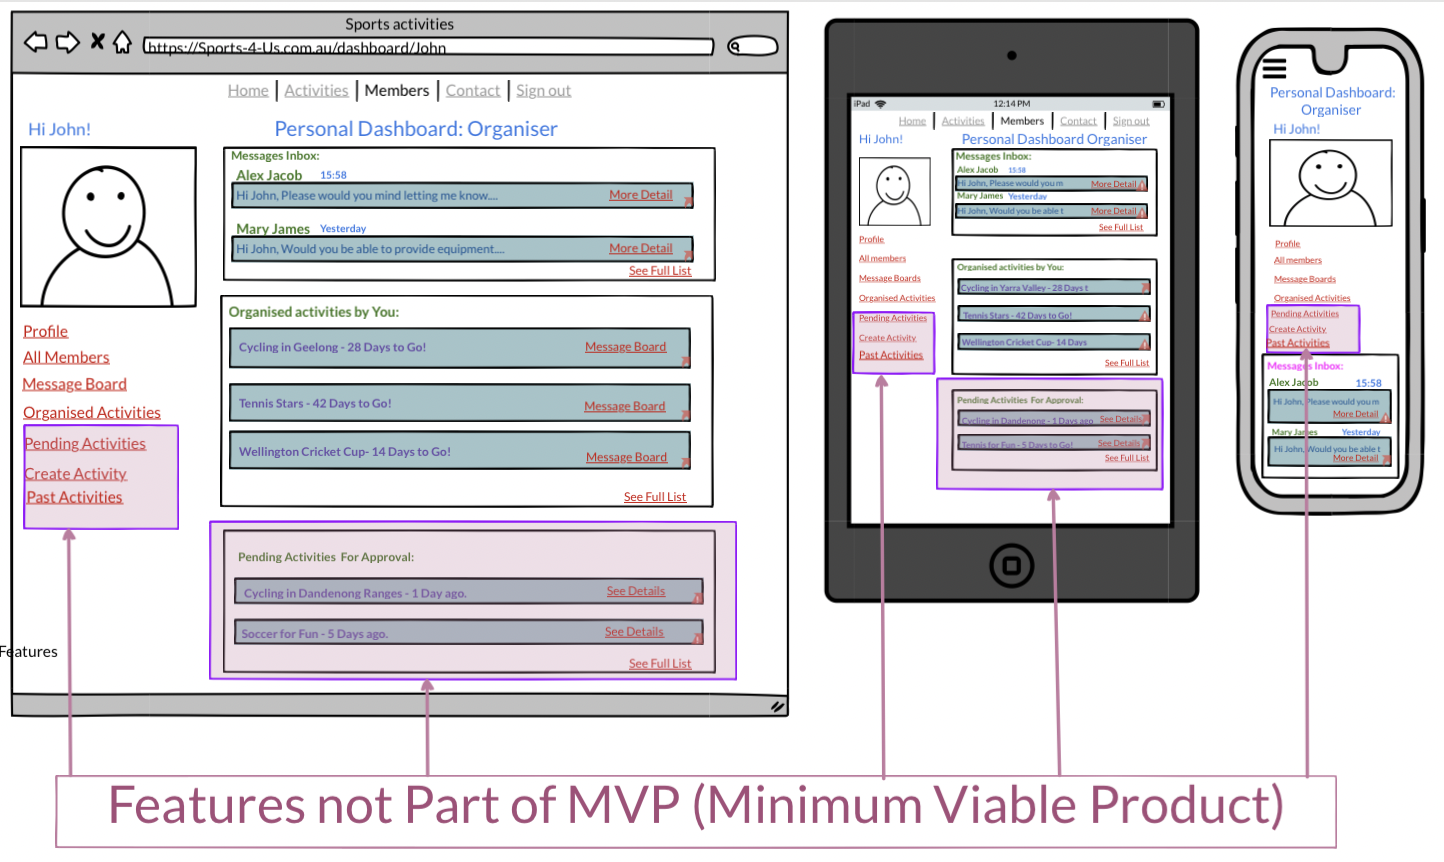 Sports activities
https://Sports-4-Us.com.au/dashboard/John
Home | Activities | Members | Contact | Sign out
Hi John!
Personal Dashboard: Organiser
Messages Inbox:
Alex Jacob 15:58
Hi John, Please would you mind letting me know.... More Detail
Mary James Yesterday
Hi John, Would you be able to provide equipment.... More Detail
See Full List
Profile
All Members
Message Board
Organised Activities
Pending Activities
Create Activity
Past Activities
Organised activities by You:
Cycling in Geelong - 28 Days to Go! Message Board
Tennis Stars - 42 Days to Go! Message Board
Wellington Cricket Cup- 14 Days to Go! Message Board
See Full List
Pending Activities For Approval:
Cycling in Dandenong Ranges - 1 Day ago. See Details
Soccer for Fun - 5 Days ago. See Details
See Full List
Features
iPad 12:14 PM
Home | Activities | Members | Contact | Sign out
Hi John!
Personal Dashboard Organiser
Messages Inbox:
Alex Jacob 15:58
Hi John, Please would you m More Detail
Mary James Yesterday
Hi John, Would you be able t More Detail
See Full List
Profile
All members
Message Boards
Organised Activities
Pending Activities
Create Activity
Past Activities
Organised activities by You:
Cycling in Yarra Valley - 28 Days t
Tennis Stars - 42 Days to Go!
Wellington Cricket Cup- 14 Days
See Full List
Pending Activities For Approval:
Cycling in Dandenong - 1 Days ago See Details
Tennis for Fun - 5 Days to Go! See Details
See Full List
Personal Dashboard:
Organiser
Hi John!
Profile
All members
Message Boards
Organised Activities
Pending Activities
Create Activity
Past Activities
Messages Inbox:
Alex Jacob 15:58
Hi John, Please would you m
More Detail
Mary James Yesterday
Hi John, Would you be able t
More Detail
Features not Part of MVP (Minimum Viable Product)